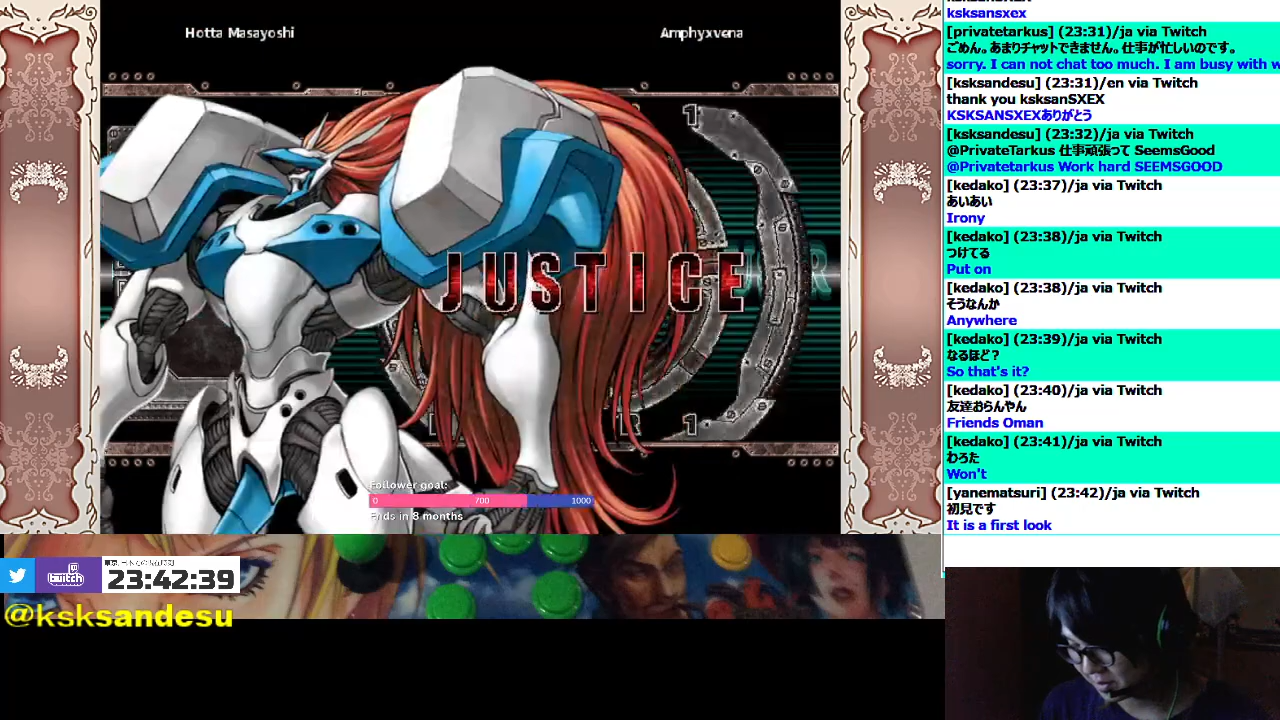 Hotta Masayoshi
Amphyxvena
1
JUSTICE
1
Follower goal:
0 700 1000
Ends in 8 months
twitch
23:42:39
@ksksandesu
ksksansxex
[privatetarkus] (23:31)/ja via Twitch
ごめん。あまりチャットできません。仕事が忙しいのです。
sorry. I can not chat too much. I am busy with w
[ksksandesu] (23:31)/en via Twitch
thank you ksksanSXEX
KSKSANSXEXありがとう
[ksksandesu] (23:32)/ja via Twitch
@PrivateTarkus 仕事頑張って SeemsGood
@Privatetarkus Work hard SEEMSGOOD
[kedako] (23:37)/ja via Twitch
あいあい
Irony
[kedako] (23:38)/ja via Twitch
つけてる
Put on
[kedako] (23:38)/ja via Twitch
そうなんか
Anywhere
[kedako] (23:39)/ja via Twitch
なるほど?
So that's it?
[kedako] (23:40)/ja via Twitch
友達おらんやん
Friends Oman
[kedako] (23:41)/ja via Twitch
わろた
Won't
[yanematsuri] (23:42)/ja via Twitch
初見です
It is a first look